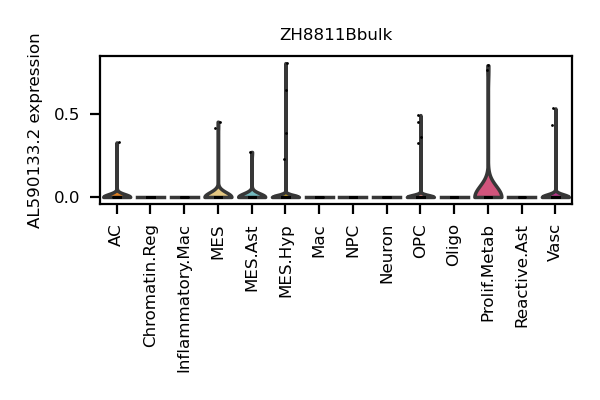 ZH8811Bbulk
AL590133.2 expression
0.5
0.0
AC
Chromatin.Reg
Inflammatory.Mac
MES
MES.Ast
MES.Hyp
Mac
NPC
Neuron
OPC
Oligo
Prolif.Metab
Reactive.Ast
Vasc